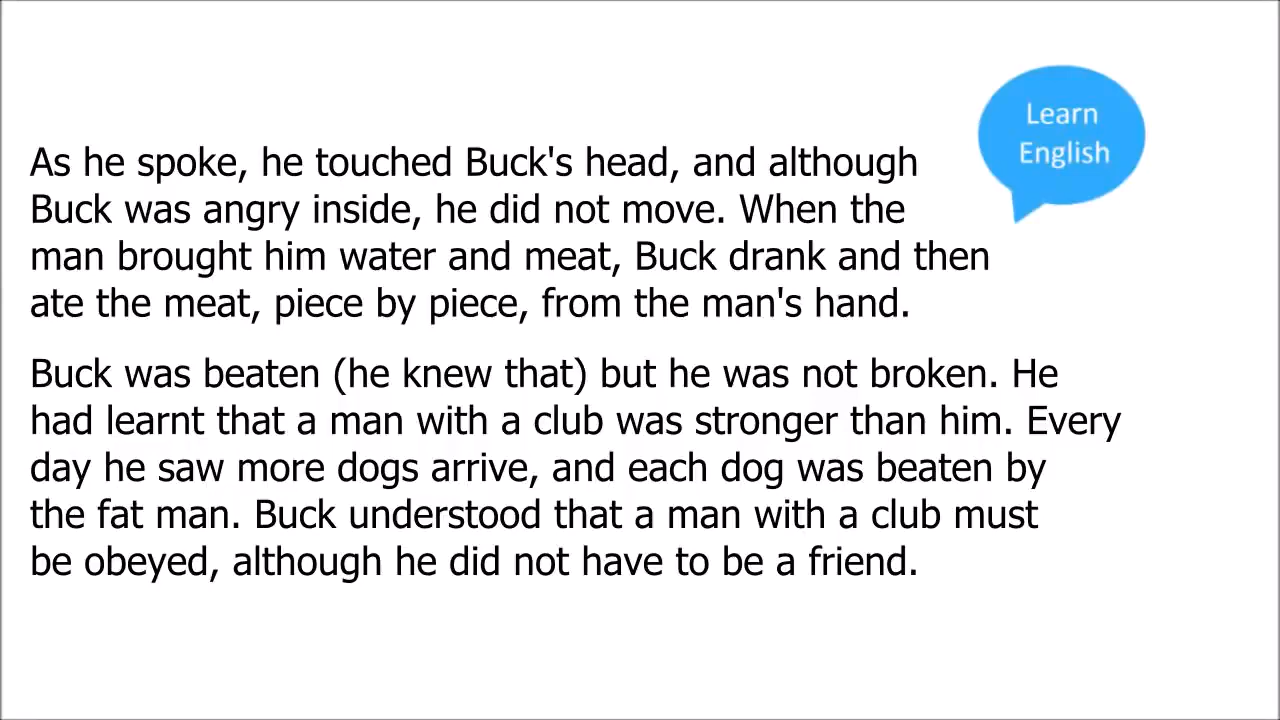 Learn
English
As he spoke, he touched Buck's head, and although
Buck was angry inside, he did not move. When the
man brought him water and meat, Buck drank and then
ate the meat, piece by piece, from the man's hand.
Buck was beaten (he knew that) but he was not broken. He
had learnt that a man with a club was stronger than him. Every
day he saw more dogs arrive, and each dog was beaten by
the fat man. Buck understood that a man with a club must
be obeyed, although he did not have to be a friend.